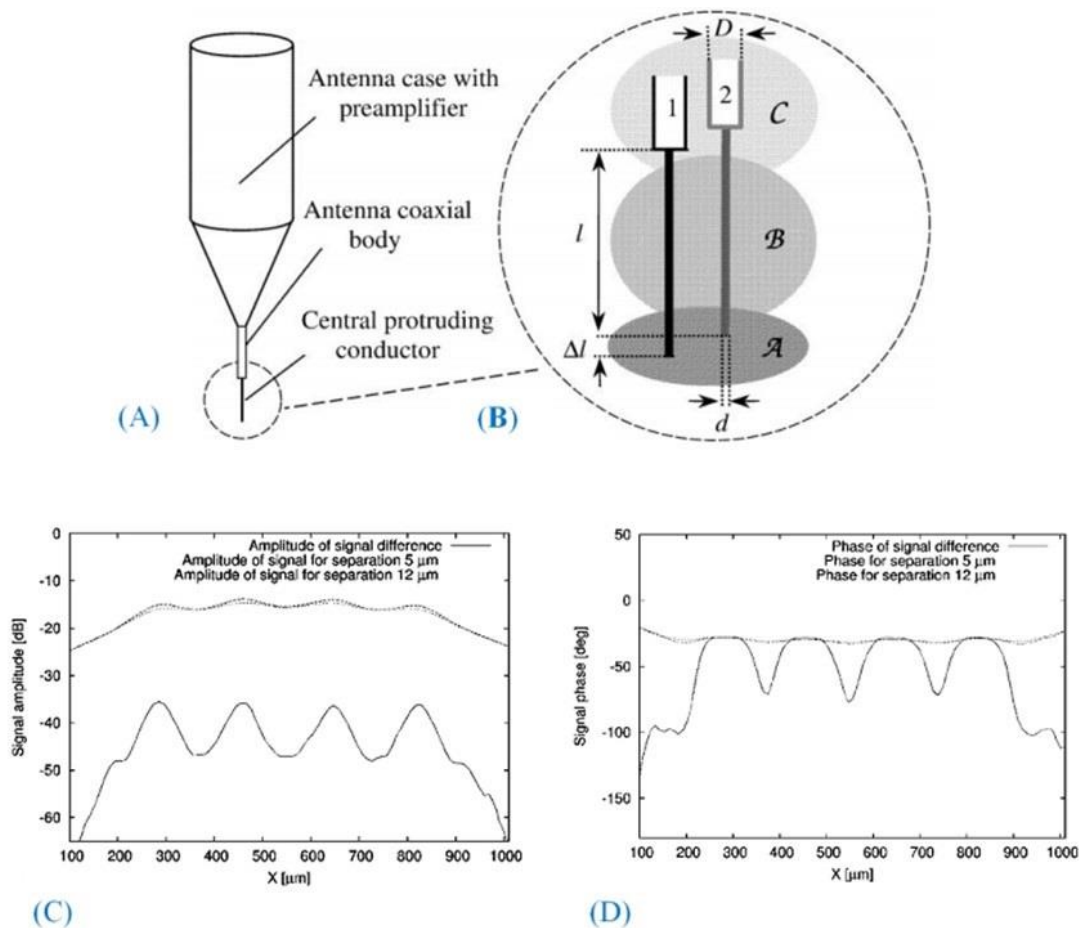 Antenna case with
preamplifier
Antenna coaxial
body
Central protruding
conductor
(A)
D
1
2
C
l
B
Δl
A
d
(B)
0
-10
-20
-30
-40
-50
-60
Signal amplitude [dB]
Amplitude of signal difference
Amplitude of signal for separation 5 μm
Amplitude of signal for separation 12 μm
100 200 300 400 500 600 700 800 900 1000
X [μm]
(C)
50
0
-50
-100
-150
Signal phase [deg]
Phase of signal difference
Phase for separation 5 μm
Phase for separation 12 μm
100 200 300 400 500 600 700 800 900 1000
X [μm]
(D)